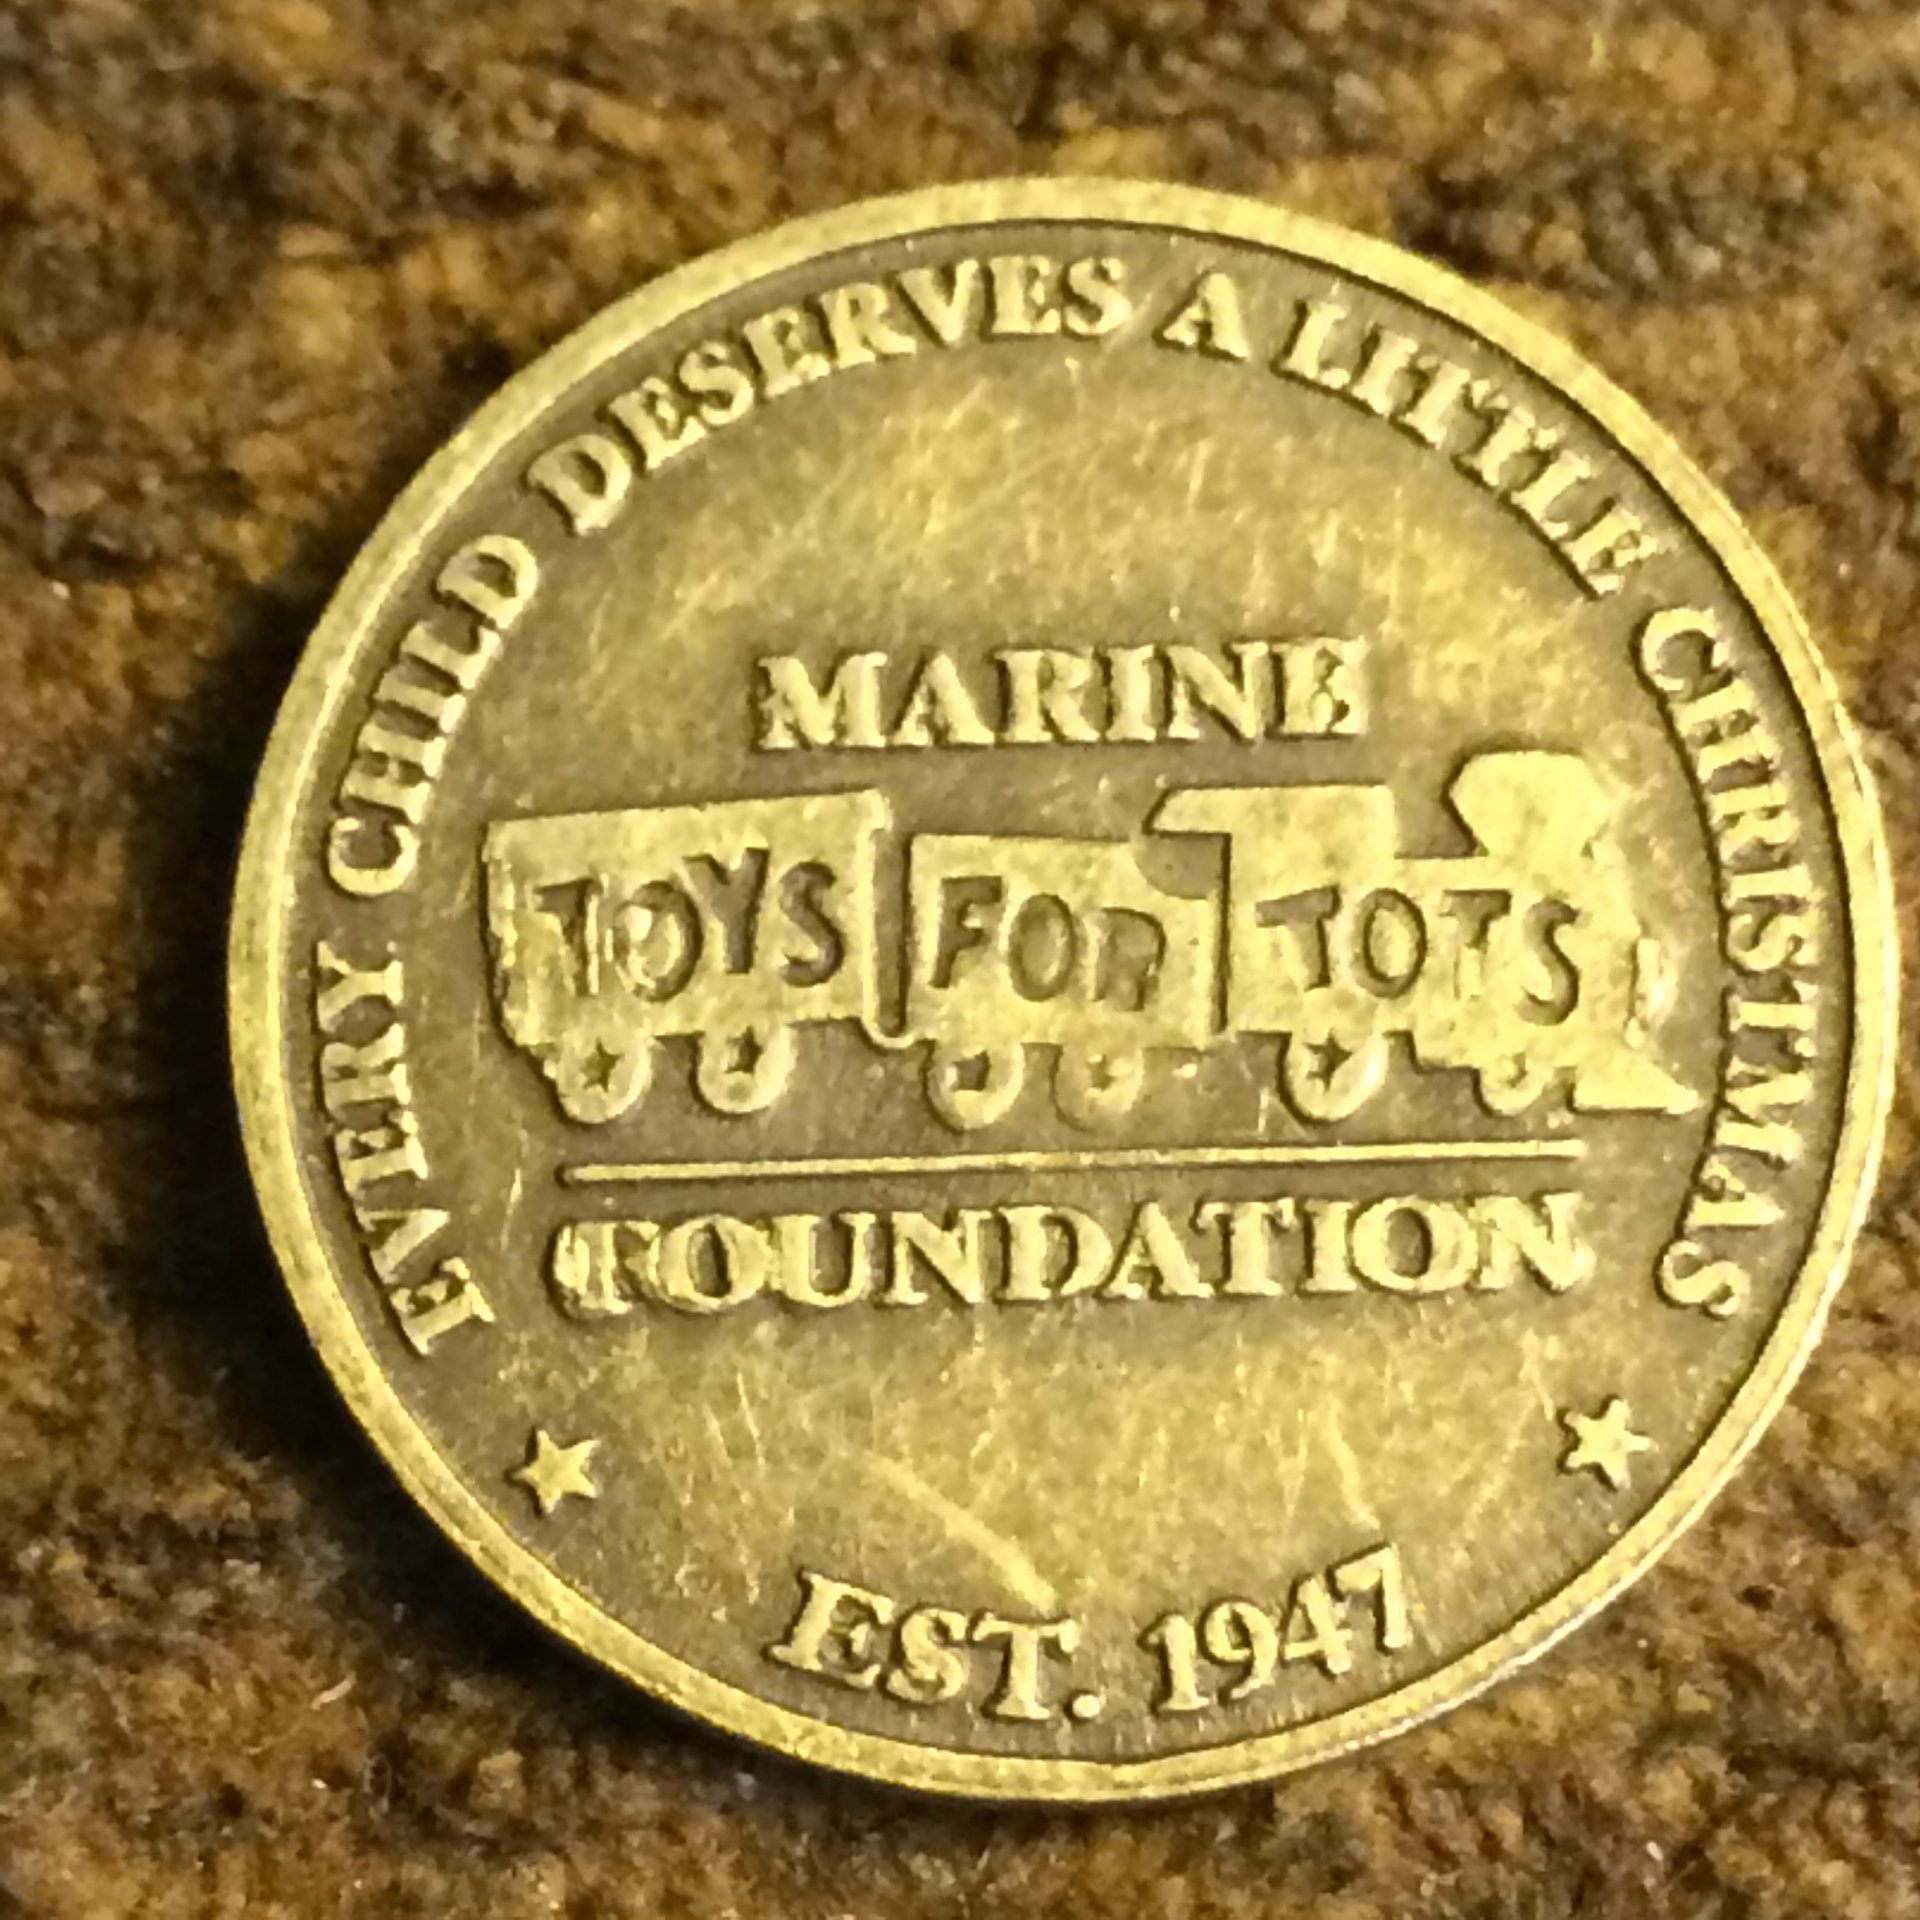 EVERY CHILD DESERVES A LITTLE CHRISTMAS
MARINE
TOYS FOR TOTS
FOUNDATION
EST. 1947